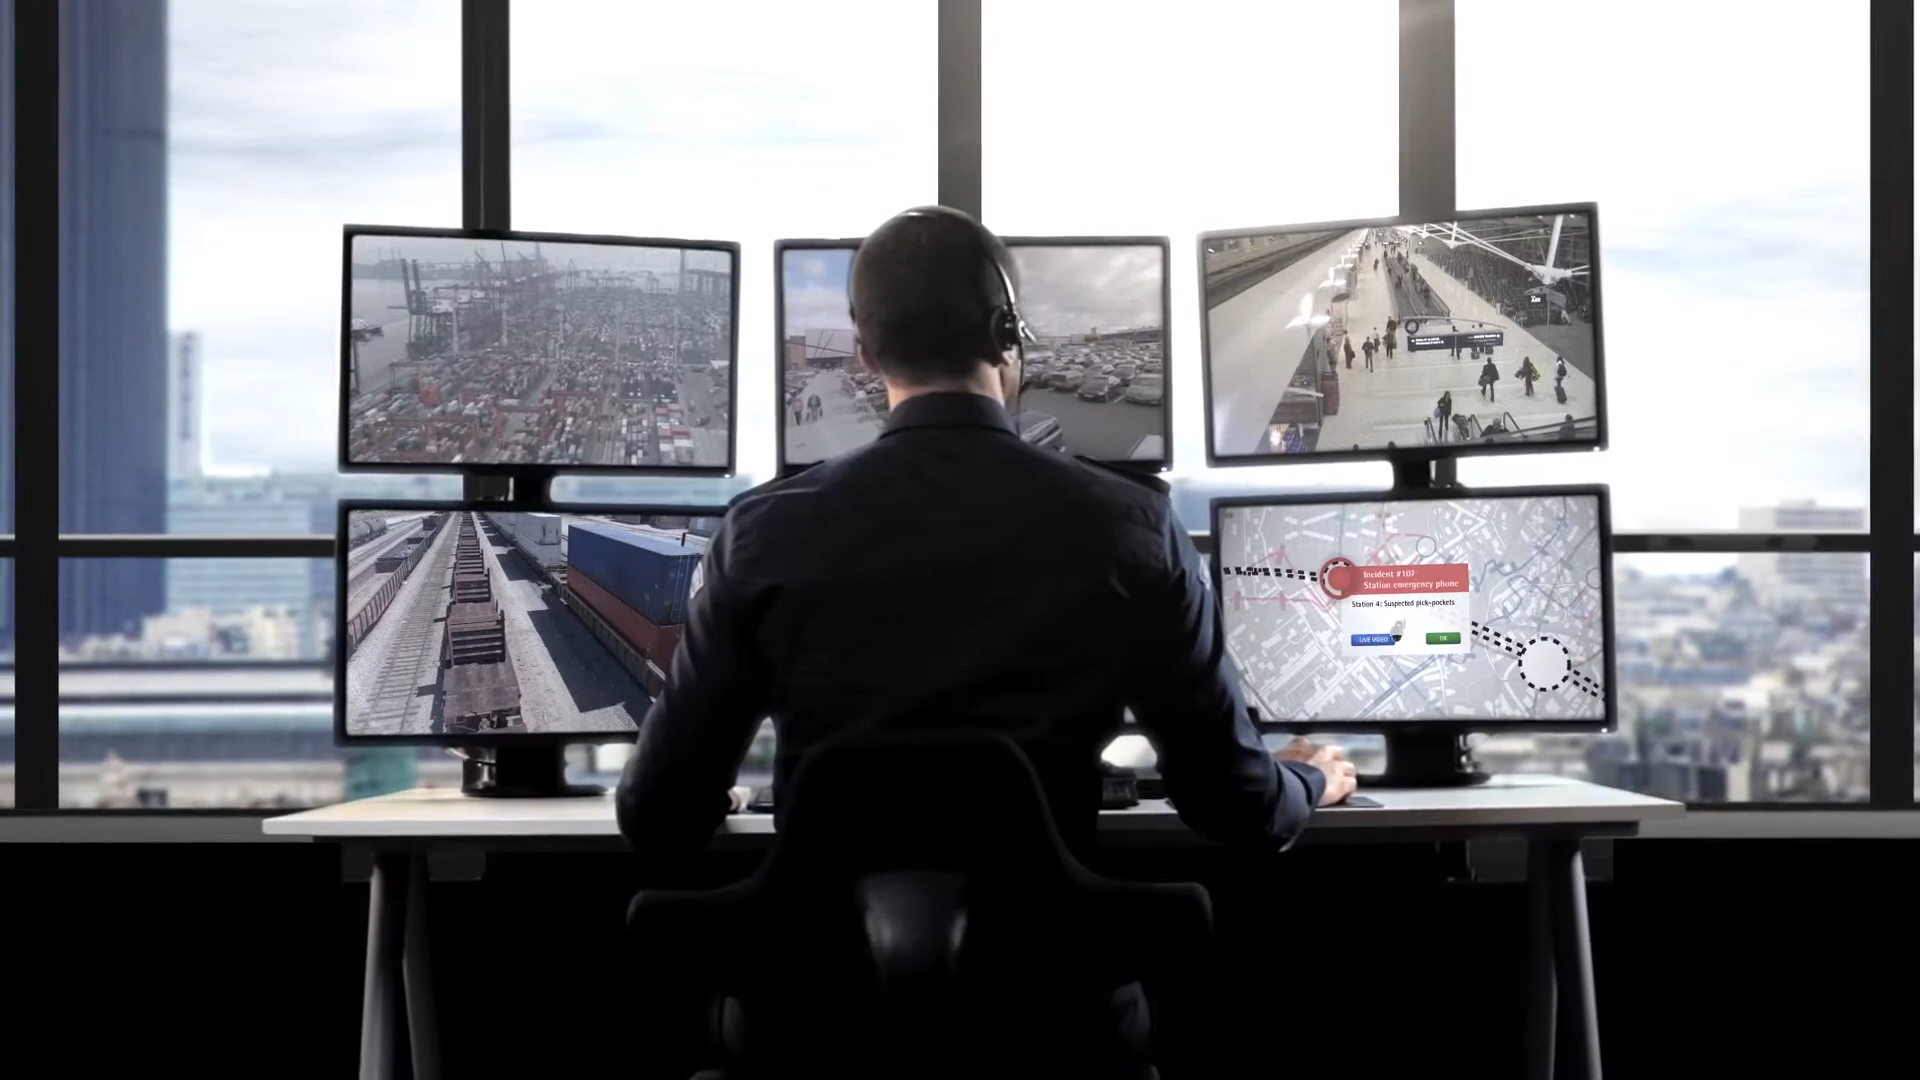 Incident #107
Station emergency phone
Station 4: Suspected pick-pockets
LIVE VIDEO
OK